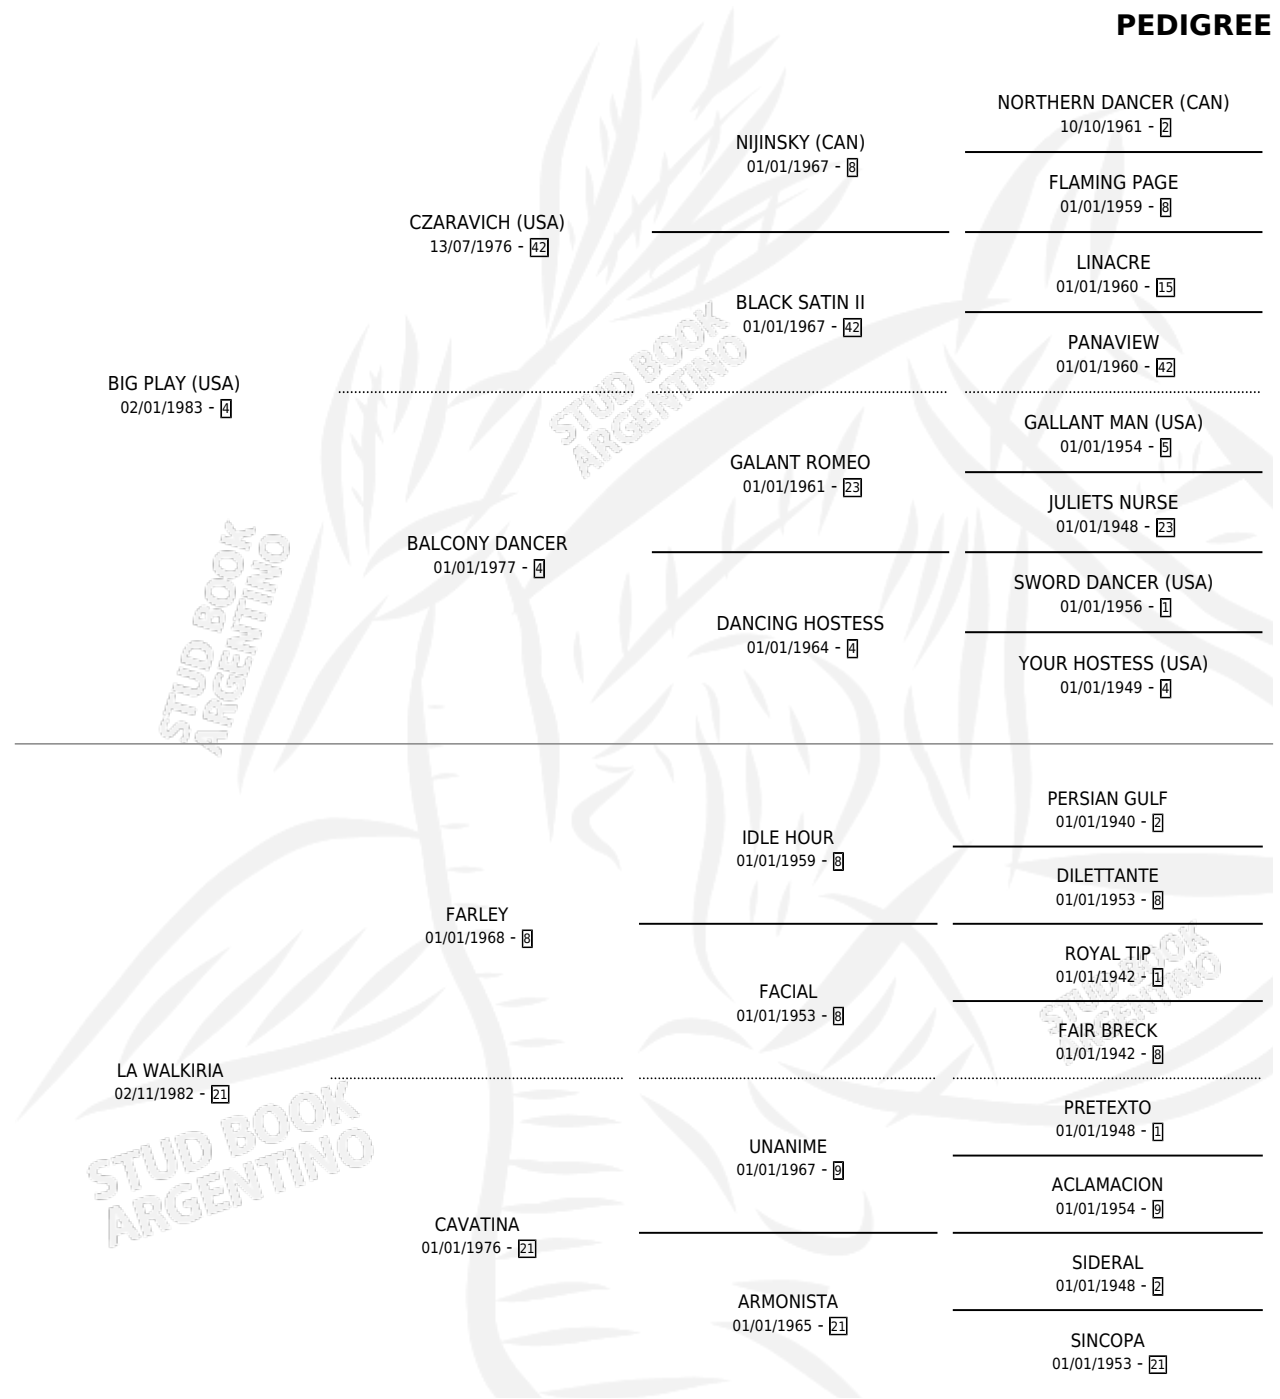 PEDIGREE
NORTHERN DANCER (CAN)
10/10/1961 - 2
NIJINSKY (CAN)
01/01/1967 - 8
FLAMING PAGE
01/01/1959 - 8
CZARAVICH (USA)
13/07/1976 - 42
LINACRE
01/01/1960 - 15
BLACK SATIN II
01/01/1967 - 42
PANAVIEW
01/01/1960 - 42
BIG PLAY (USA)
02/01/1983 - 4
GALLANT MAN (USA)
01/01/1954 - 5
GALANT ROMEO
01/01/1961 - 23
JULIETS NURSE
01/01/1948 - 23
BALCONY DANCER
01/01/1977 - 4
SWORD DANCER (USA)
01/01/1956 - 1
DANCING HOSTESS
01/01/1964 - 4
YOUR HOSTESS (USA)
01/01/1949 - 4
PERSIAN GULF
01/01/1940 - 2
IDLE HOUR
01/01/1959 - 8
DILETTANTE
01/01/1953 - 8
FARLEY
01/01/1968 - 8
ROYAL TIP
01/01/1942 - 1
FACIAL
01/01/1953 - 8
FAIR BRECK
01/01/1942 - 8
LA WALKIRIA
02/11/1982 - 21
PRETEXTO
01/01/1948 - 1
UNANIME
01/01/1967 - 9
ACLAMACION
01/01/1954 - 9
CAVATINA
01/01/1976 - 21
SIDERAL
01/01/1948 - 2
ARMONISTA
01/01/1965 - 21
SINCOPA
01/01/1953 - 21
STUD BOOK
ARGENTINO
STUD BOOK
ARGENTINO
STUD BOOK
ARGENTINO
STUD BOOK
ARGENTINO